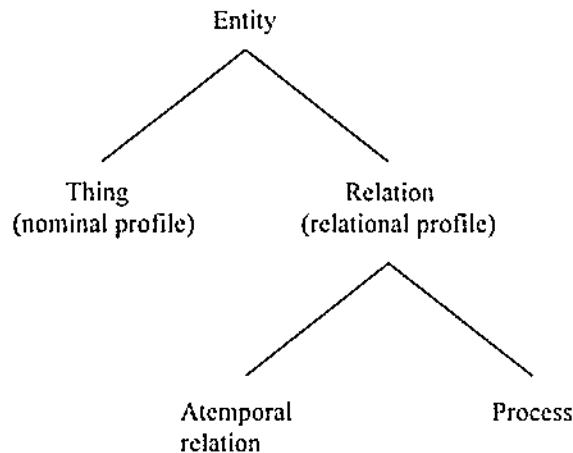 Entity
Thing
(nominal profile)
Relation
(relational profile)
Atemporal
relation
Process